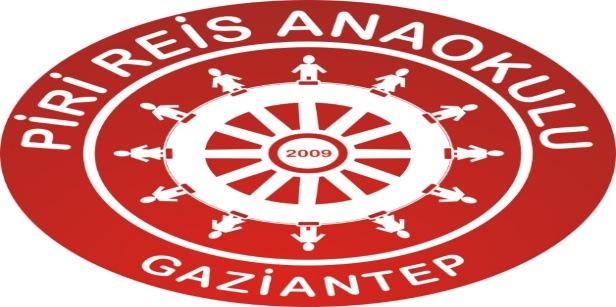 PİRİ REİS ANAOKULU
2009
GAZİANTEP